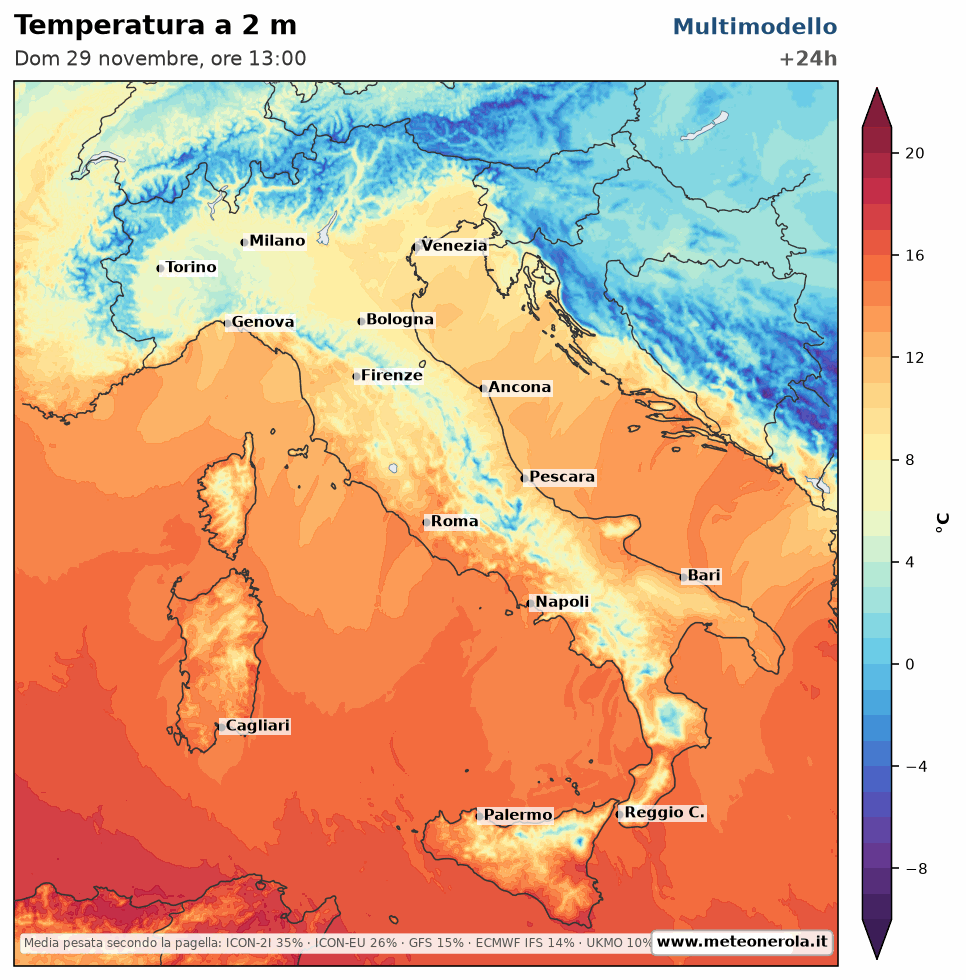 Temperatura a 2 m
Multimodello
Dom 29 novembre, ore 13:00
+24h
Milano
Venezia
Torino
Genova
Bologna
Firenze
Ancona
Pescara
Roma
Bari
Napoli
Cagliari
Palermo
Reggio C.
20
16
12
8
4
0
−4
−8
°C
Media pesata secondo la pagella: ICON-2I 35% · ICON-EU 26% · GFS 15% · ECMWF IFS 14% · UKMO 10%
www.meteonerola.it